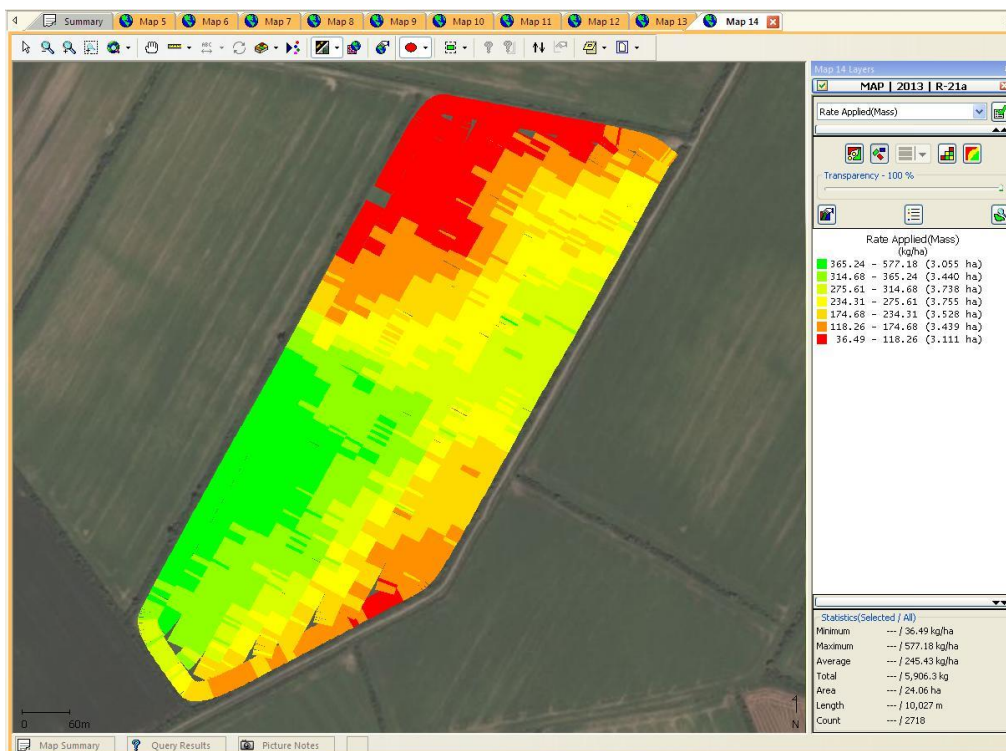 Summary Map 5 Map 6 Map 7 Map 8 Map 9 Map 10 Map 11 Map 12 Map 13 Map 14
ABC
Map 14 Layers
MAP | 2013 | R-21a
Rate Applied(Mass)
Transparency - 100 %
Rate Applied(Mass)
(kg/ha)
365.24 - 577.18 (3.055 ha)
314.68 - 365.24 (3.440 ha)
275.61 - 314.68 (3.738 ha)
234.31 - 275.61 (3.755 ha)
174.68 - 234.31 (3.528 ha)
118.26 - 174.68 (3.439 ha)
36.49 - 118.26 (3.111 ha)
Statistics(Selected / All)
Minimum --- / 36.49 kg/ha
Maximum --- / 577.18 kg/ha
Average --- / 245.43 kg/ha
Total --- / 5,906.3 kg
Area --- / 24.06 ha
Length --- / 10,027 m
Count --- / 2718
0 60m
N
Map Summary Query Results Picture Notes